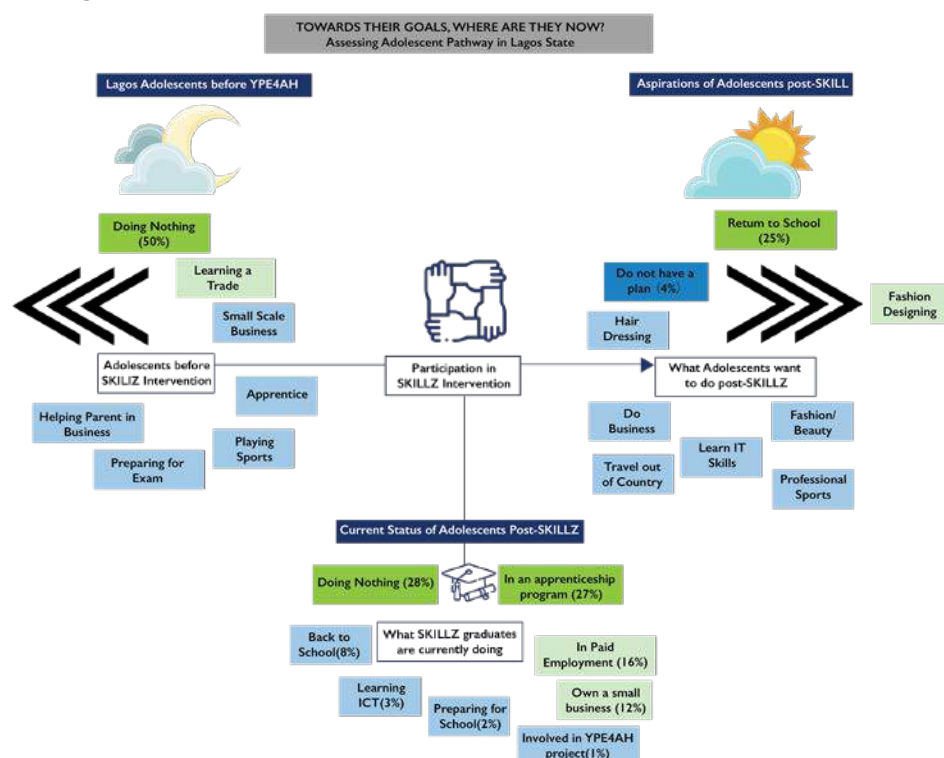 TOWARDS THEIR GOALS, WHERE ARE THEY NOW?
Assessing Adolescent Pathway in Lagos State
Lagos Adolescents before YPE4AH
Aspirations of Adolescents post-SKILL
Doing Nothing
(50%)
Learning a
Trade
Small Scale
Business
Adolescents before
SKILIZ Intervention
Apprentice
Helping Parent in
Business
Playing
Sports
Preparing for
Exam
Participation in
SKILLZ Intervention
Return to School
(25%)
Do not have a
plan (4%)
Fashion
Designing
Hair
Dressing
What Adolescents want
to do post-SKILLZ
Do
Business
Fashion/
Beauty
Learn IT
Skills
Travel out
of Country
Professional
Sports
Current Status of Adolescents Post-SKILLZ
Doing Nothing (28%)
In an apprenticeship
program (27%)
What SKILLZ graduates
are currently doing
Back to
School(8%)
In Paid
Employment (16%)
Learning
ICT(3%)
Own a small
business (12%)
Preparing for
School(2%)
Involved in YPE4AH
project(1%)